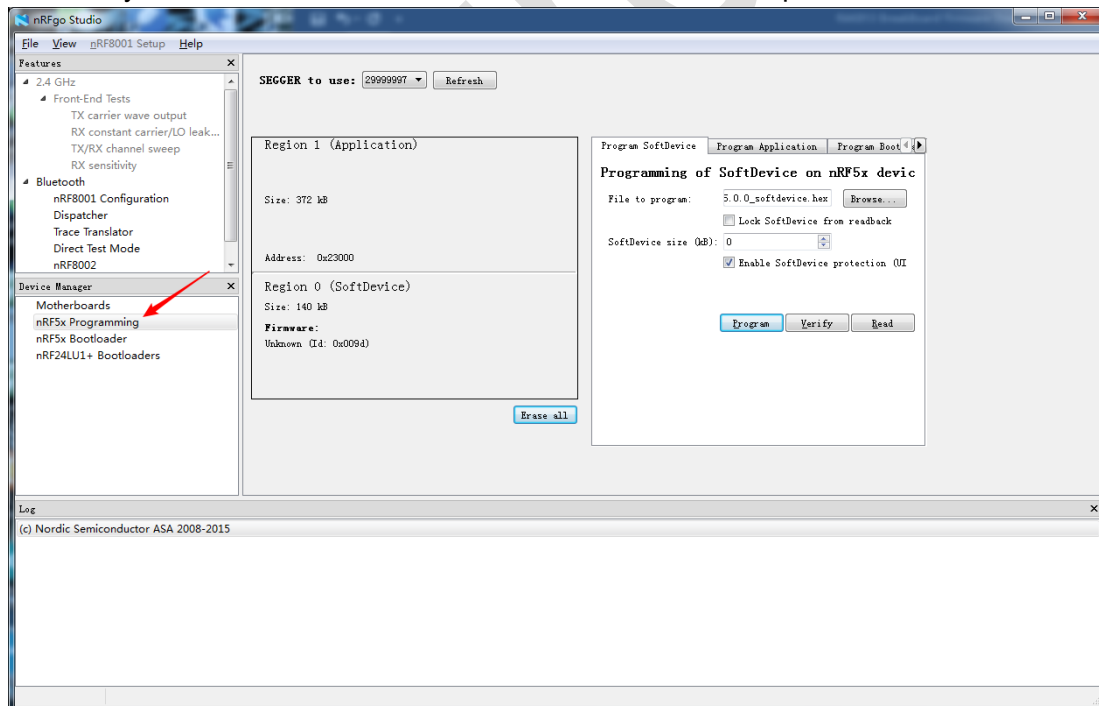 nRFgo Studio
File View nRF8001 Setup Help
Features
2.4 GHz
Front-End Tests
TX carrier wave output
RX constant carrier/LO leak...
TX/RX channel sweep
RX sensitivity
Bluetooth
nRF8001 Configuration
Dispatcher
Trace Translator
Direct Test Mode
nRF8002
Device Manager
Motherboards
nRF5x Programming
nRF5x Bootloader
nRF24LU1+ Bootloaders
SEGGER to use: 29999997 Refresh
Region 1 (Application)
Size: 372 kB
Address: 0x23000
Region 0 (SoftDevice)
Size: 140 kB
Firmware:
Unknown (Id: 0x009d)
Erase all
Program SoftDevice Program Application Program Boot
Programming of SoftDevice on nRF5x devic
File to program: 5.0.0_softdevice.hex Browse...
Lock SoftDevice from readback
SoftDevice size (kB): 0
Enable SoftDevice protection (UI
Program Verify Read
Log
(c) Nordic Semiconductor ASA 2008-2015